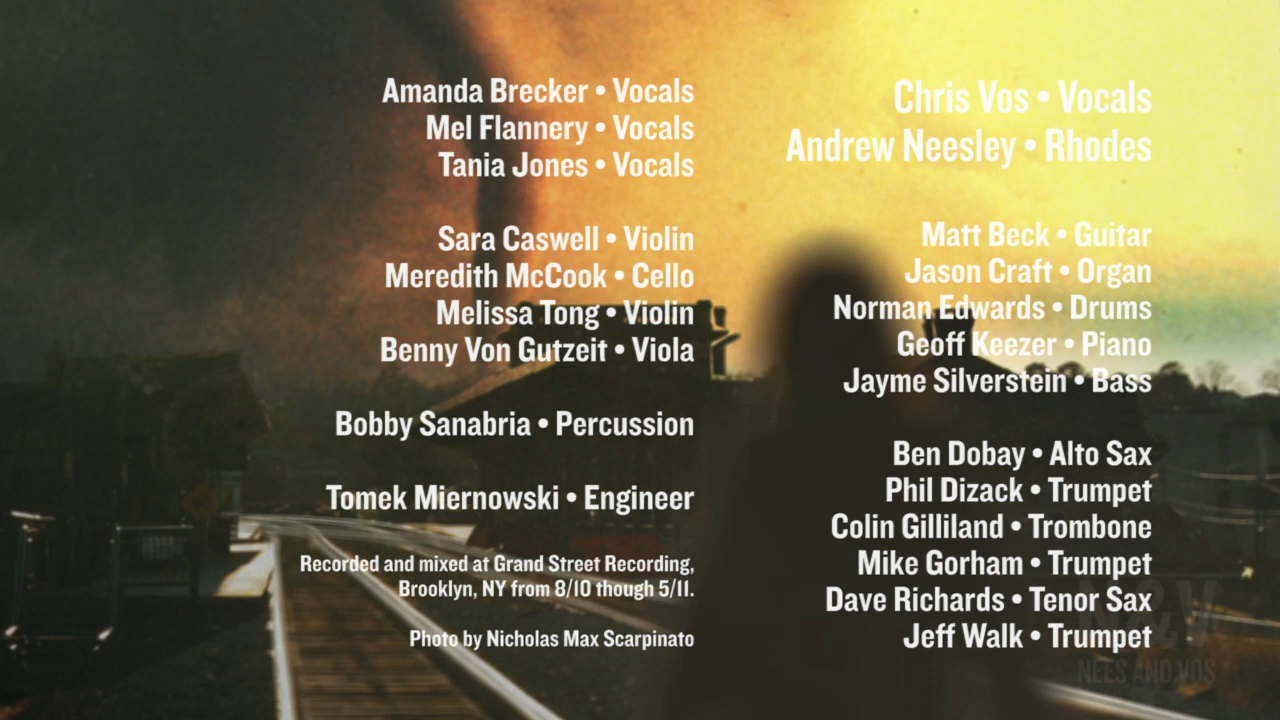 Amanda Brecker • Vocals
Mel Flannery • Vocals
Tania Jones • Vocals
Sara Caswell • Violin
Meredith McCook • Cello
Melissa Tong • Violin
Benny Von Gutzeit • Viola
Bobby Sanabria • Percussion
Tomek Miernowski • Engineer
Recorded and mixed at Grand Street Recording,
Brooklyn, NY from 8/10 though 5/11.
Photo by Nicholas Max Scarpinato
Chris Vos • Vocals
Andrew Neesley • Rhodes
Matt Beck • Guitar
Jason Craft • Organ
Norman Edwards • Drums
Geoff Keezer • Piano
Jayme Silverstein • Bass
Ben Dobay • Alto Sax
Phil Dizack • Trumpet
Colin Gilliland • Trombone
Mike Gorham • Trumpet
Dave Richards • Tenor Sax
Jeff Walk • Trumpet
N&V
NEES AND VOS